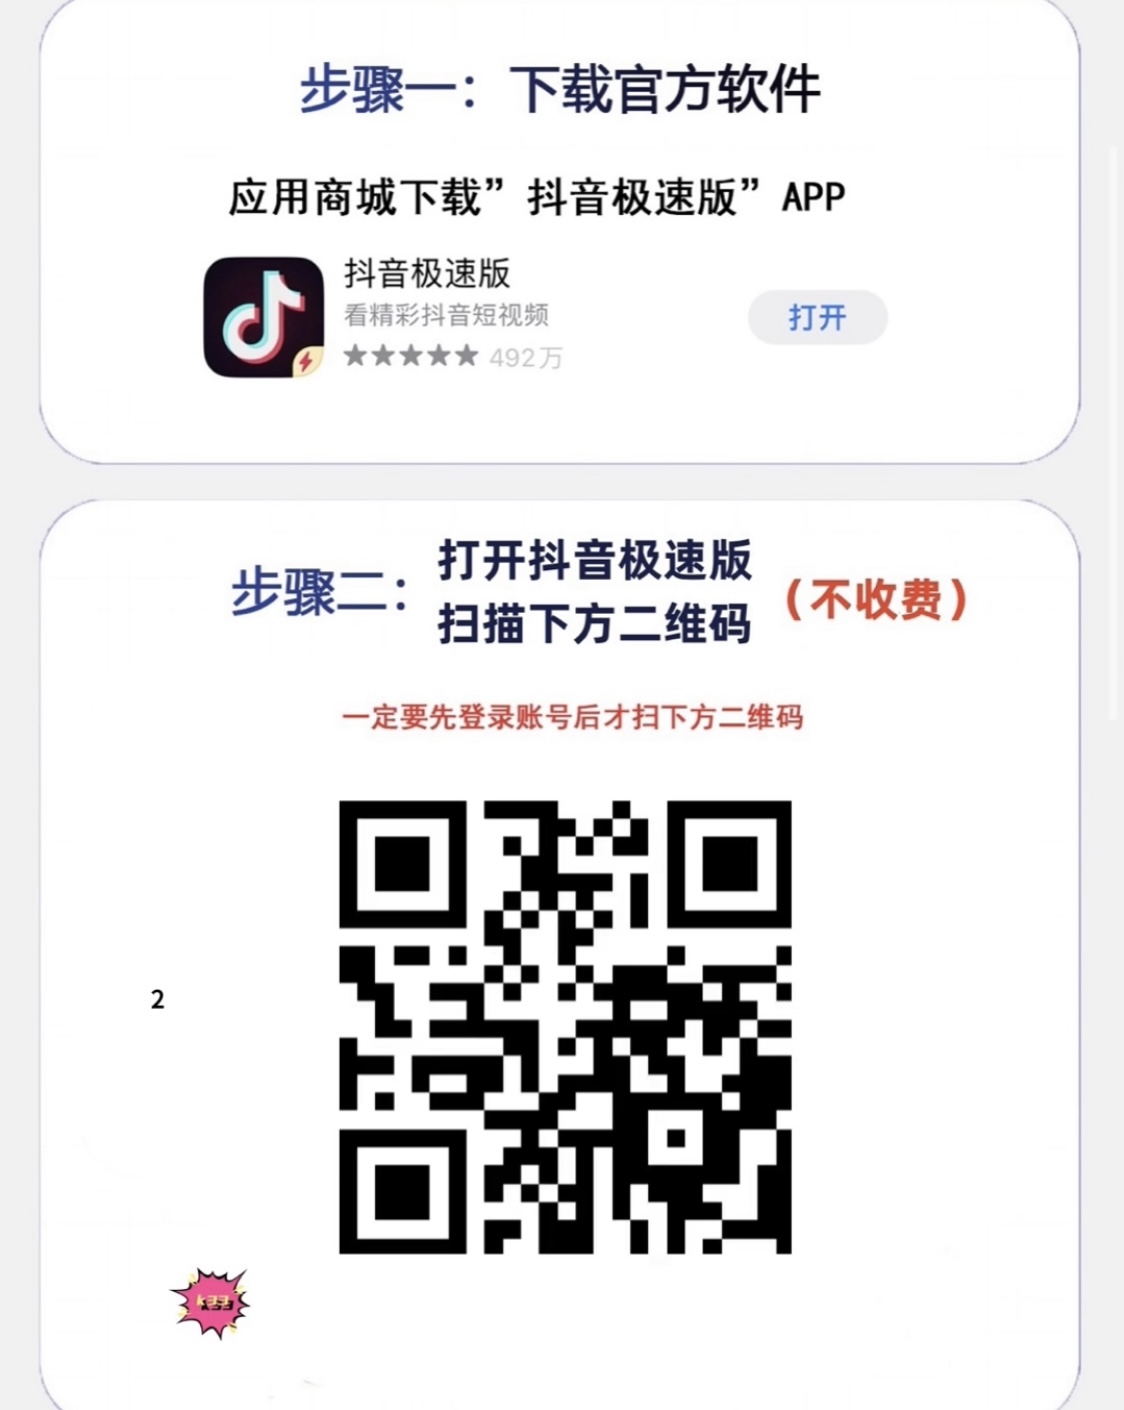 步骤一：下载官方软件
应用商城下载”抖音极速版”APP
抖音极速版
看精彩抖音短视频
492万
打开
步骤二：
打开抖音极速版
扫描下方二维码
（不收费）
一定要先登录账号后才扫下方二维码
2
k33